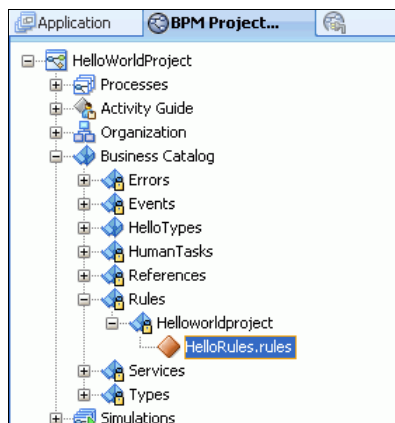 Application BPM Project...
HelloWorldProject
Processes
Activity Guide
Organization
Business Catalog
Errors
Events
HelloTypes
HumanTasks
References
Rules
Helloworldproject
HelloRules.rules
Services
Types
Simulations